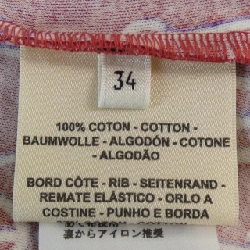 34
100% COTON - COTTON -
BAUMWOLLE - ALGODÓN - COTONE
- ALGODÃO
BORD CÔTE - RIB - SEITENRAND -
REMATE ELÁSTICO - ORLO A
COSTINE - PUNHO E BORDA
裏からアイロン推奨